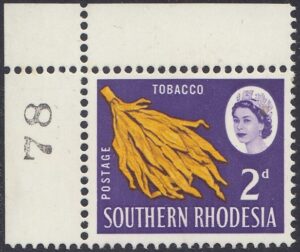 TOBACCO
78
POSTAGE
2d
SOUTHERN RHODESIA